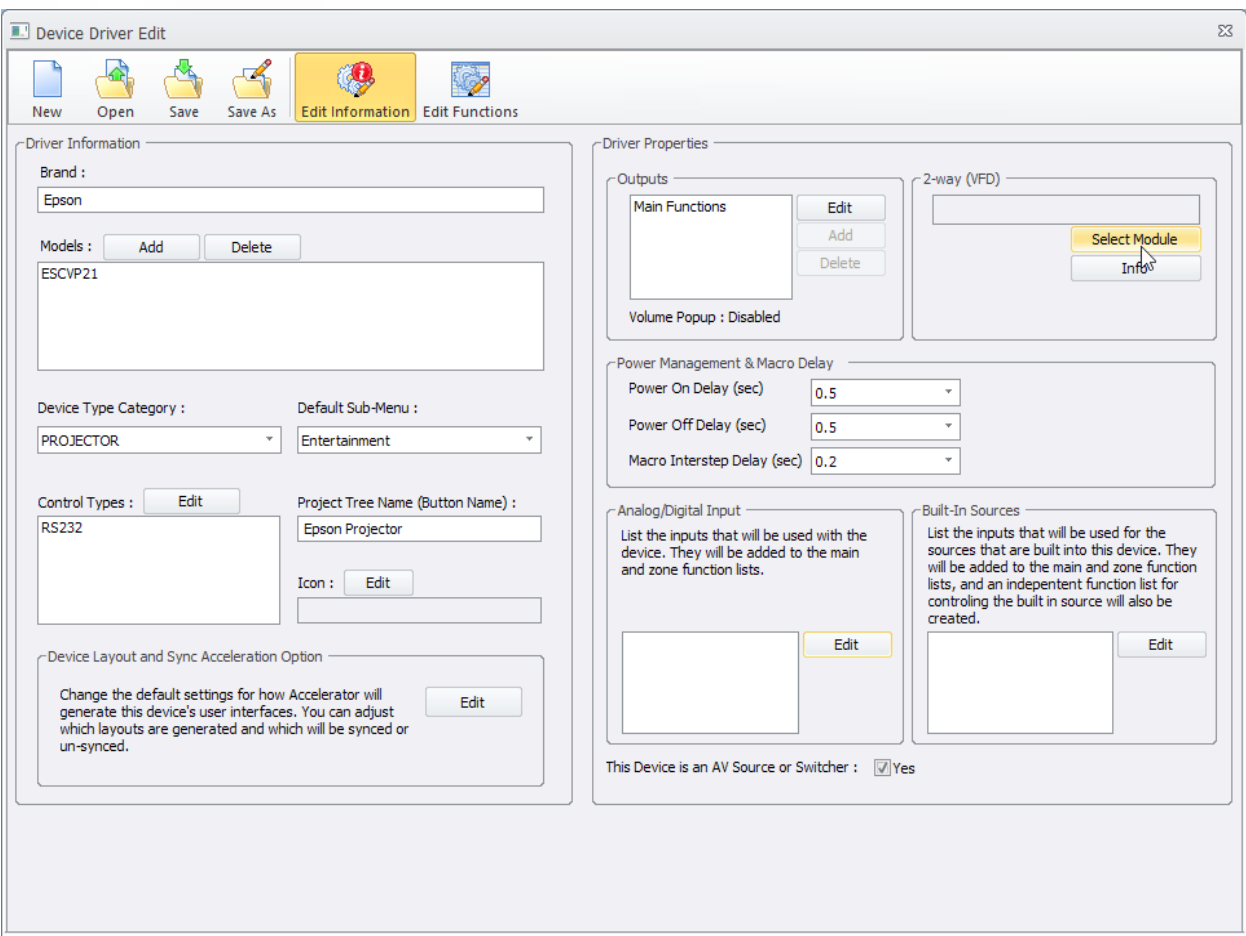 Device Driver Edit
New
Open
Save
Save As
Edit Information
Edit Functions
Driver Information
Brand :
Epson
Models :
Add
Delete
ESCVP21
Device Type Category :
Default Sub-Menu :
PROJECTOR
Entertainment
Control Types :
Edit
Project Tree Name (Button Name) :
RS232
Epson Projector
Icon :
Edit
Device Layout and Sync Acceleration Option
Change the default settings for how Accelerator will
generate this device's user interfaces. You can adjust
which layouts are generated and which will be synced or
un-synced.
Edit
Driver Properties
Outputs
Main Functions
Edit
Add
Delete
Volume Popup : Disabled
2-way (VFD)
Select Module
Info
Power Management & Macro Delay
Power On Delay (sec)
0.5
Power Off Delay (sec)
0.5
Macro Interstep Delay (sec)
0.2
Analog/Digital Input
List the inputs that will be used with the
device. They will be added to the main
and zone function lists.
Edit
Built-In Sources
List the inputs that will be used for the
sources that are built into this device. They
will be added to the main and zone function
lists, and an indepentent function list for
controling the built in source will also be
created.
Edit
This Device is an AV Source or Switcher :
Yes